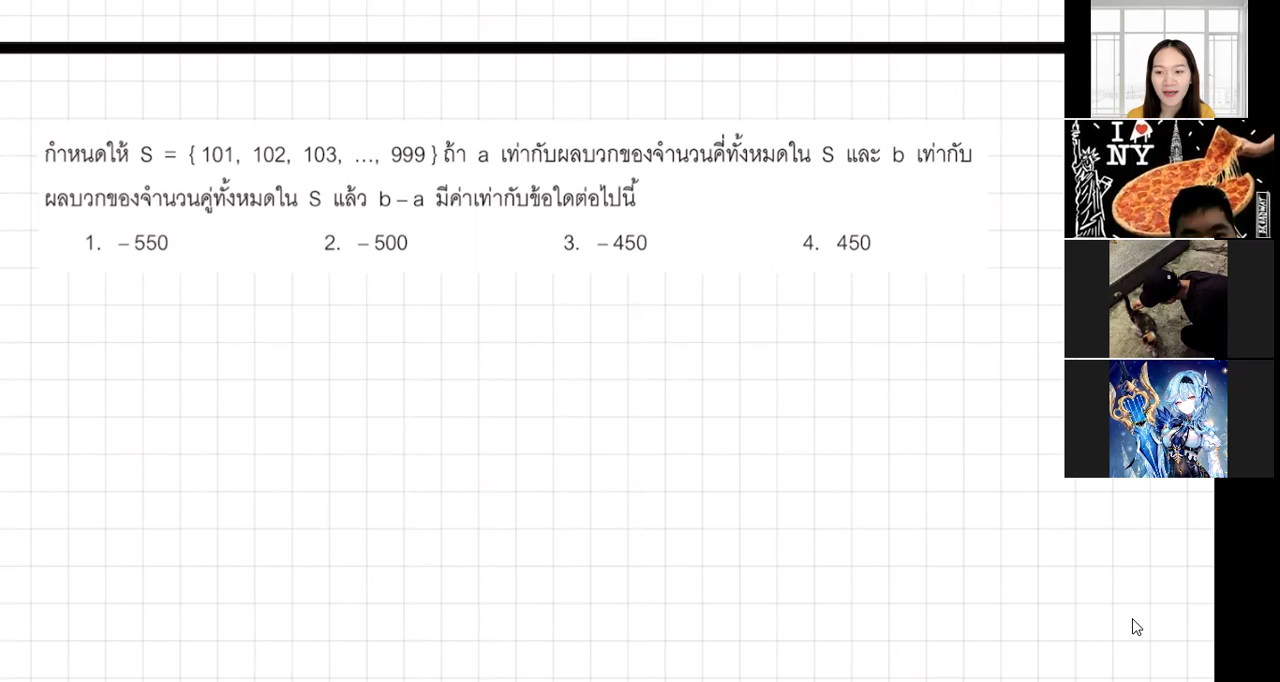 กำหนดให้ S = { 101, 102, 103, ..., 999 } ถ้า a เท่ากับผลบวกของจำนวนคี่ทั้งหมดใน S และ b เท่ากับ
ผลบวกของจำนวนคู่ทั้งหมดใน S แล้ว b – a มีค่าเท่ากับข้อใดต่อไปนี้
1. – 550 2. – 500 3. – 450 4. 450
I
NY